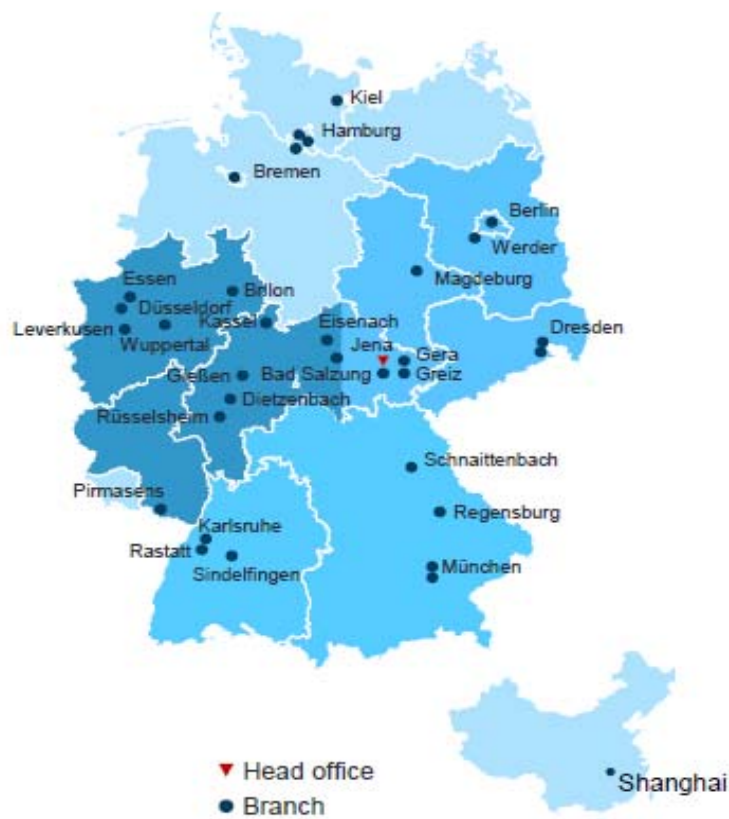 Kiel
Hamburg
Bremen
Berlin
Werder
Magdeburg
Essen
Brilon
Düsseldorf
Leverkusen
Kassel
Wuppertal
Eisenach
Jena
Dresden
Gera
Gießen
Bad Salzung
Greiz
Dietzenbach
Rüsselsheim
Schnaittenbach
Pirmasens
Regensburg
Karlsruhe
Rastatt
München
Sindelfingen
Head office
Shanghai
Branch